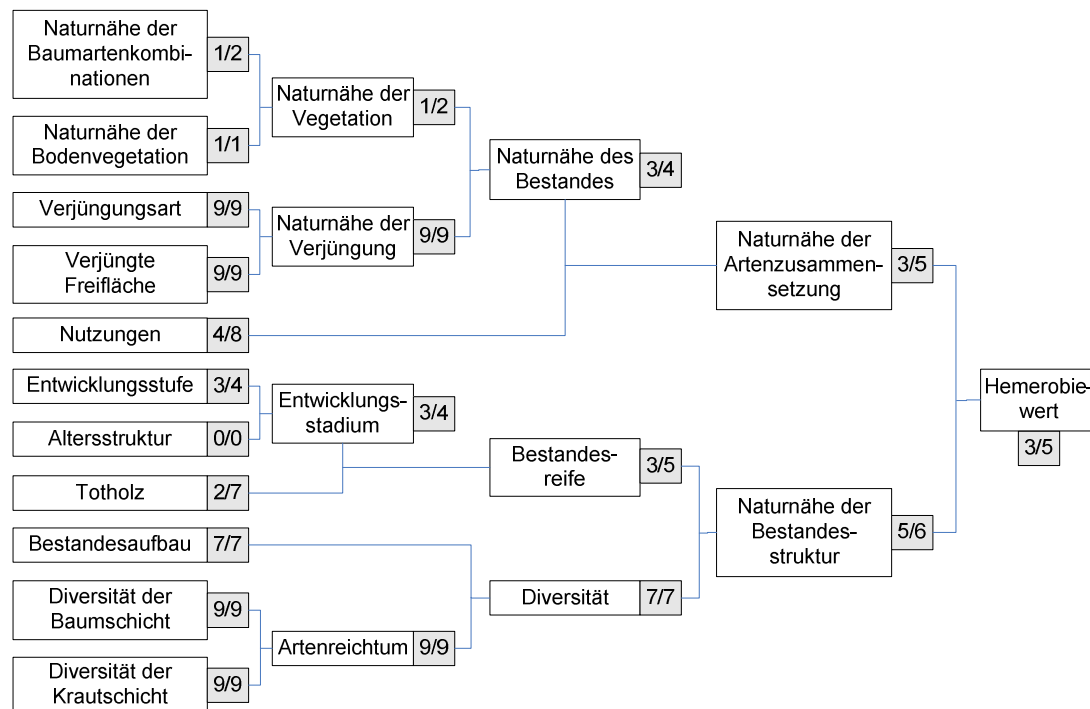 Naturnähe der
Baumartenkombi-
nationen
1/2
Naturnähe der
Bodenvegetation
1/1
Verjüngungsart
9/9
Verjüngte
Freifläche
9/9
Nutzungen
4/8
Entwicklungsstufe
3/4
Altersstruktur
0/0
Totholz
2/7
Bestandesaufbau
7/7
Diversität der
Baumschicht
9/9
Diversität der
Krautschicht
9/9
Naturnähe der
Vegetation
1/2
Naturnähe der
Verjüngung
9/9
Entwicklungs-
stadium
3/4
Artenreichtum
9/9
Naturnähe des
Bestandes
3/4
Bestandes-
reife
3/5
Diversität
7/7
Naturnähe der
Artenzusammen-
setzung
3/5
Naturnähe der
Bestandes-
struktur
5/6
Hemerobie-
wert
3/5